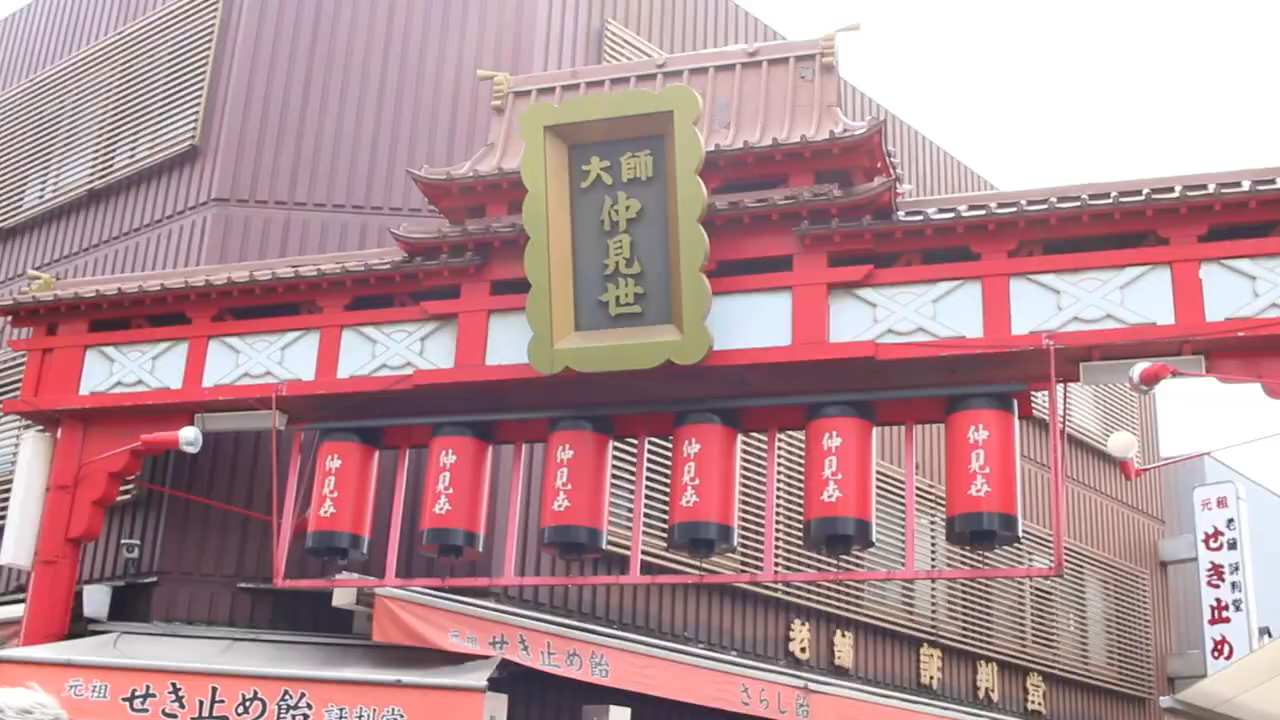 大師
仲見世
仲見世
仲見世
仲見世
仲見世
仲見世
仲見世
元祖
せき止め
老舗 評判堂
元祖 せき止め飴
さらし飴
老舗 評判堂
元祖 せき止め飴 評判堂